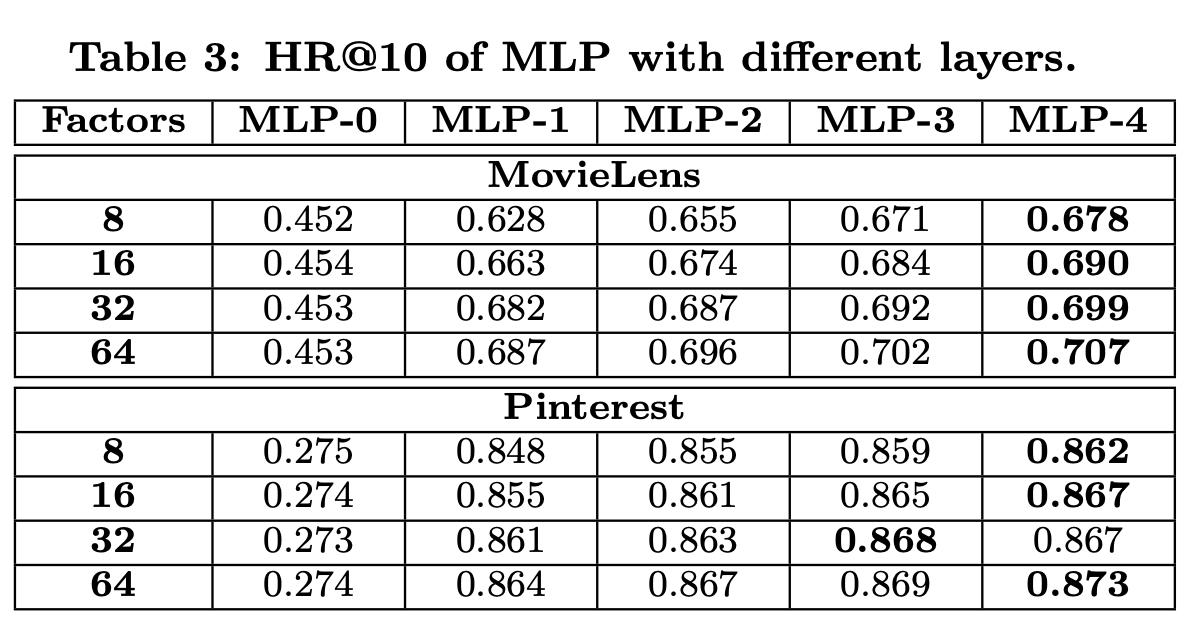 Table 3: HR@10 of MLP with different layers.
Factors MLP-0 MLP-1 MLP-2 MLP-3 MLP-4
MovieLens
8 0.452 0.628 0.655 0.671 0.678
16 0.454 0.663 0.674 0.684 0.690
32 0.453 0.682 0.687 0.692 0.699
64 0.453 0.687 0.696 0.702 0.707
Pinterest
8 0.275 0.848 0.855 0.859 0.862
16 0.274 0.855 0.861 0.865 0.867
32 0.273 0.861 0.863 0.868 0.867
64 0.274 0.864 0.867 0.869 0.873